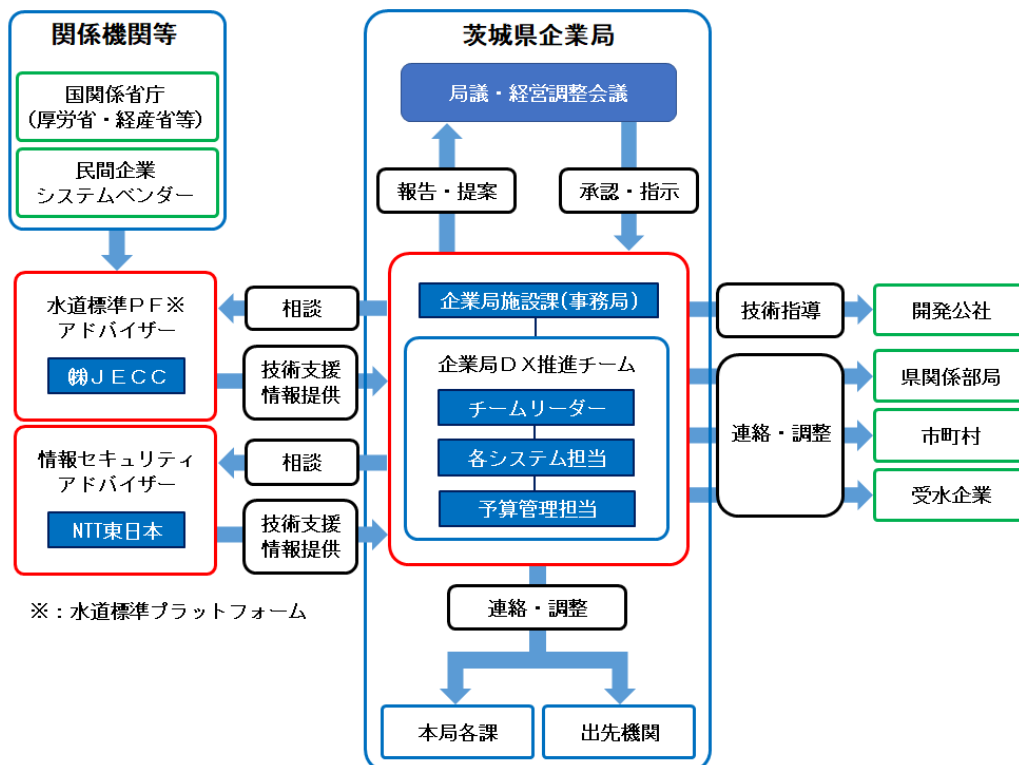 関係機関等
国関係省庁
(厚労省・経産省等)
民間企業
システムベンダー
水道標準PF※
アドバイザー
㈱JECC
情報セキュリティ
アドバイザー
NTT東日本
※：水道標準プラットフォーム
相談
技術支援
情報提供
相談
技術支援
情報提供
茨城県企業局
局議・経営調整会議
報告・提案
承認・指示
企業局施設課(事務局)
企業局DX推進チーム
チームリーダー
各システム担当
予算管理担当
連絡・調整
本局各課
出先機関
技術指導
連絡・調整
開発公社
県関係部局
市町村
受水企業